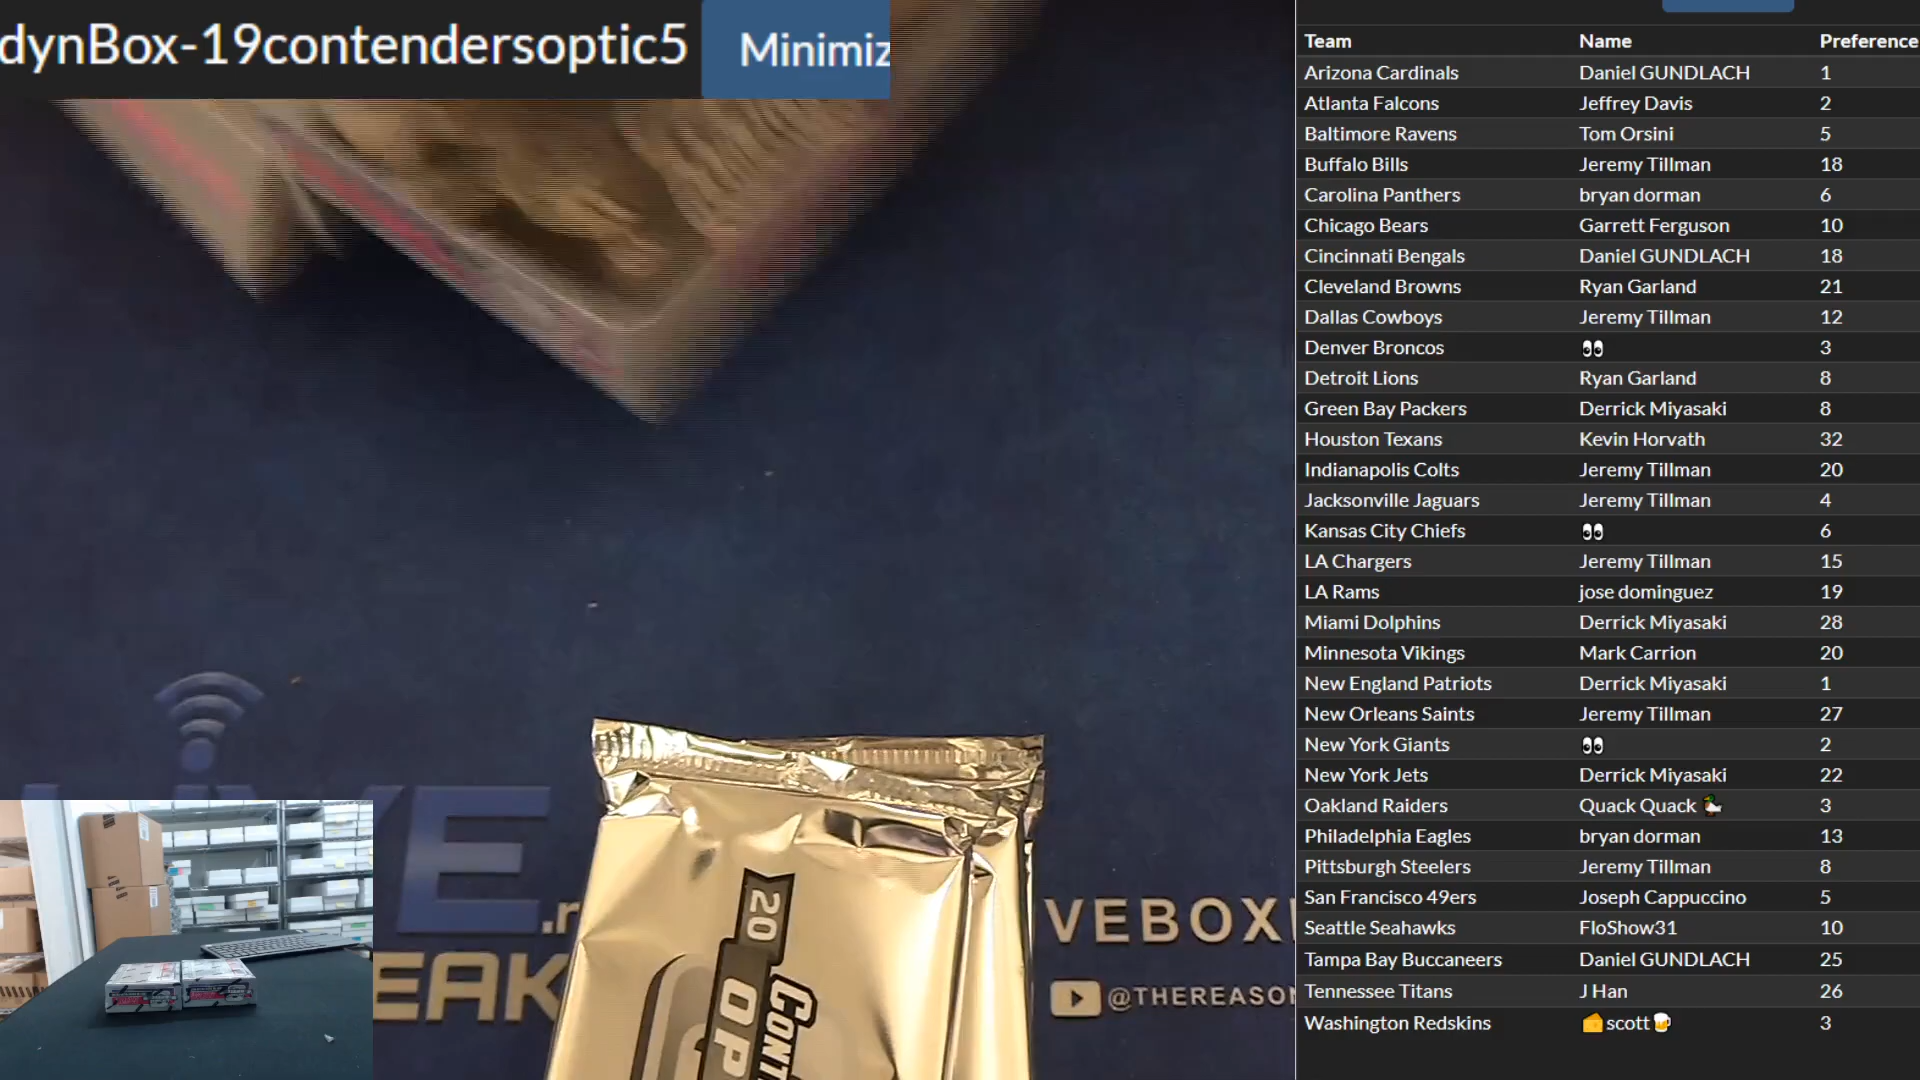 dynBox-19contendersoptic5 Minimiz
Team Name Preference
Arizona Cardinals Daniel GUNDLACH 1
Atlanta Falcons Jeffrey Davis 2
Baltimore Ravens Tom Orsini 5
Buffalo Bills Jeremy Tillman 18
Carolina Panthers bryan dorman 6
Chicago Bears Garrett Ferguson 10
Cincinnati Bengals Daniel GUNDLACH 18
Cleveland Browns Ryan Garland 21
Dallas Cowboys Jeremy Tillman 12
Denver Broncos 👀 3
Detroit Lions Ryan Garland 8
Green Bay Packers Derrick Miyasaki 8
Houston Texans Kevin Horvath 32
Indianapolis Colts Jeremy Tillman 20
Jacksonville Jaguars Jeremy Tillman 4
Kansas City Chiefs 👀 6
LA Chargers Jeremy Tillman 15
LA Rams jose dominguez 19
Miami Dolphins Derrick Miyasaki 28
Minnesota Vikings Mark Carrion 20
New England Patriots Derrick Miyasaki 1
New Orleans Saints Jeremy Tillman 27
New York Giants 👀 2
New York Jets Derrick Miyasaki 22
Oakland Raiders Quack Quack 🦆 3
Philadelphia Eagles bryan dorman 13
Pittsburgh Steelers Jeremy Tillman 8
San Francisco 49ers Joseph Cappuccino 5
Seattle Seahawks FloShow31 10
Tampa Bay Buccaneers Daniel GUNDLACH 25
Tennessee Titans J Han 26
Washington Redskins 🧀scott🍺 3
20
CONT
OP
VEBOX
EAK
@THEREASON